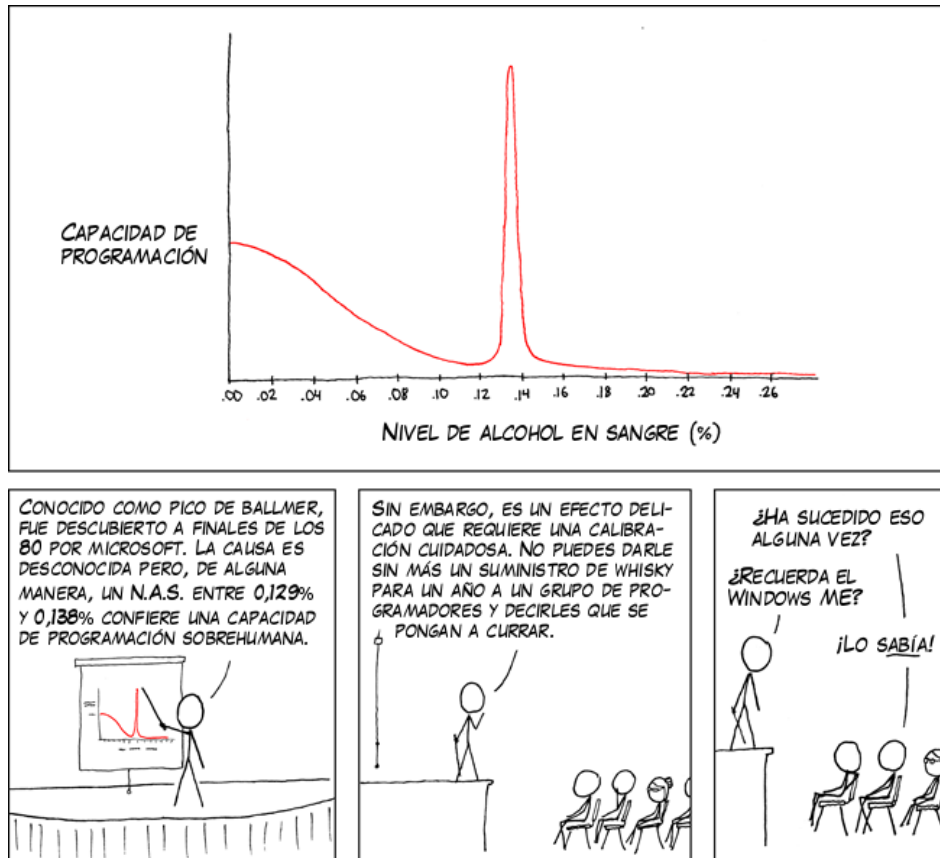 CAPACIDAD DE
PROGRAMACIÓN
.00 .02 .04 .06 .08 .10 .12 .14 .16 .18 .20 .22 .24 .26
NIVEL DE ALCOHOL EN SANGRE (%)
CONOCIDO COMO PICO DE BALLMER,
FUE DESCUBIERTO A FINALES DE LOS
80 POR MICROSOFT. LA CAUSA ES
DESCONOCIDA PERO, DE ALGUNA
MANERA, UN N.A.S. ENTRE 0,129%
Y 0,138% CONFIERE UNA CAPACIDAD
DE PROGRAMACIÓN SOBREHUMANA.
SIN EMBARGO, ES UN EFECTO DELI-
CADO QUE REQUIERE UNA CALIBRA-
CIÓN CUIDADOSA. NO PUEDES DARLE
SIN MÁS UN SUMINISTRO DE WHISKY
PARA UN AÑO A UN GRUPO DE PRO-
GRAMADORES Y DECIRLES QUE SE
PONGAN A CURRAR.
¿HA SUCEDIDO ESO
ALGUNA VEZ?
¿RECUERDA EL
WINDOWS ME?
¡LO SABÍA!